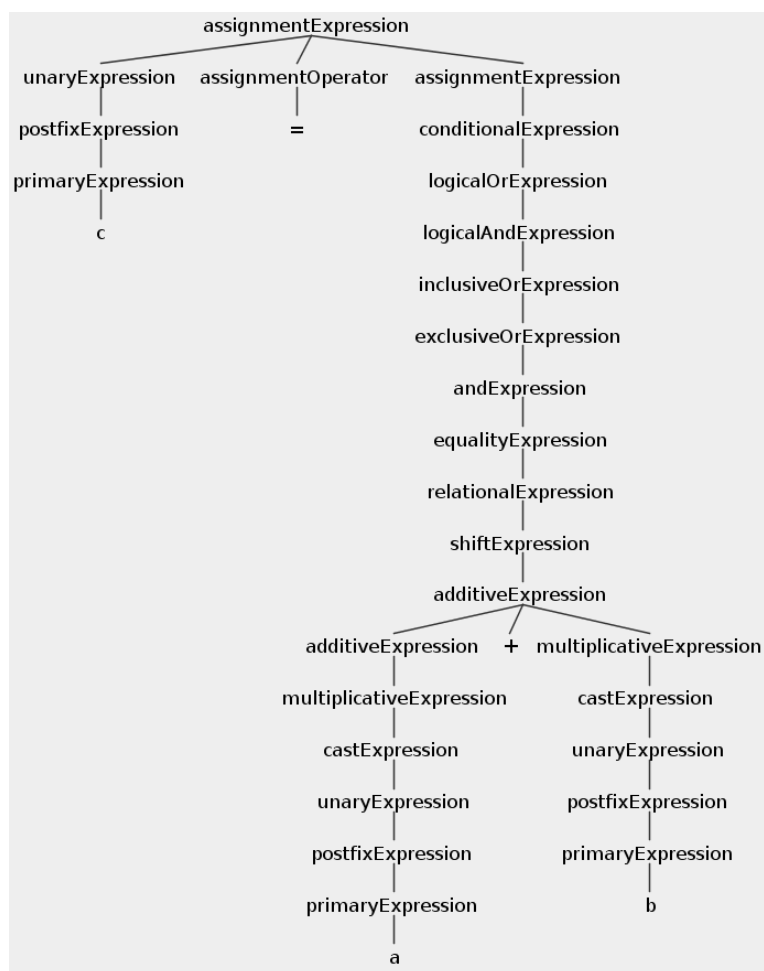 assignmentExpression
unaryExpression assignmentOperator assignmentExpression
postfixExpression = conditionalExpression
primaryExpression logicalOrExpression
c logicalAndExpression
inclusiveOrExpression
exclusiveOrExpression
andExpression
equalityExpression
relationalExpression
shiftExpression
additiveExpression
additiveExpression + multiplicativeExpression
multiplicativeExpression castExpression
castExpression unaryExpression
unaryExpression postfixExpression
postfixExpression primaryExpression
primaryExpression b
a